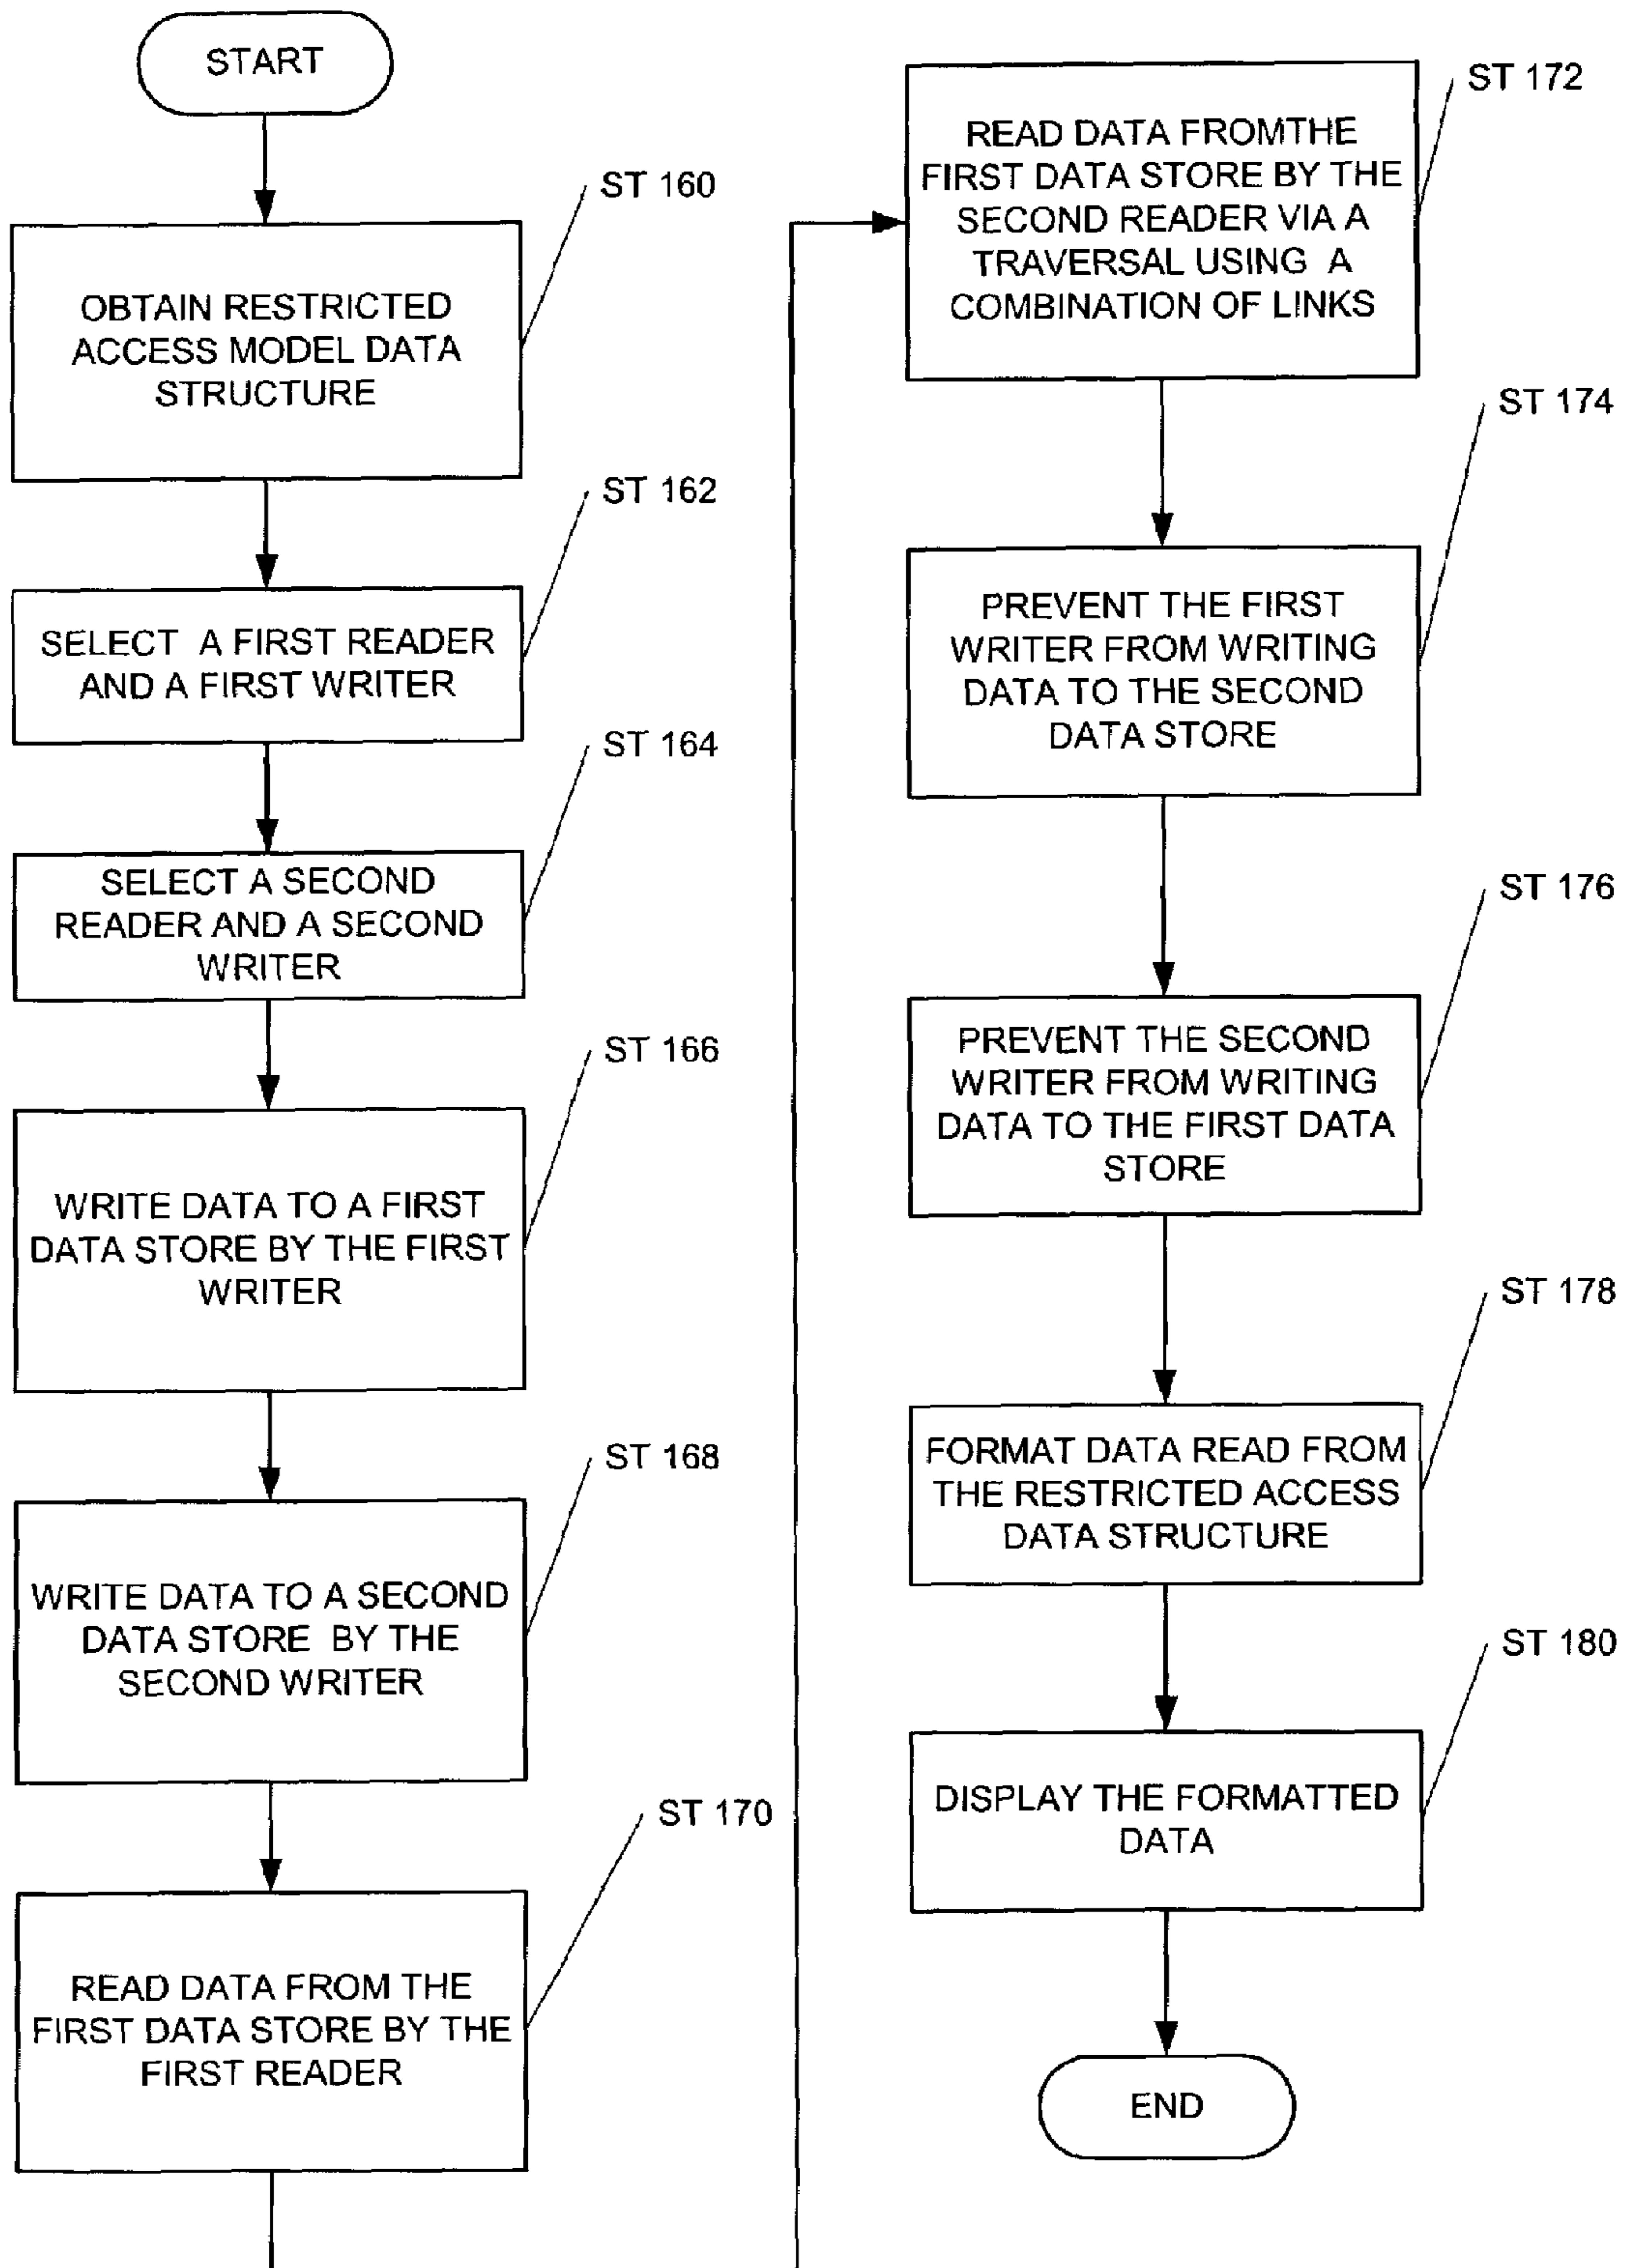 START
ST 160
OBTAIN RESTRICTED
ACCESS MODEL DATA
STRUCTURE
ST 162
SELECT A FIRST READER
AND A FIRST WRITER
ST 164
SELECT A SECOND
READER AND A SECOND
WRITER
ST 166
WRITE DATA TO A FIRST
DATA STORE BY THE FIRST
WRITER
ST 168
WRITE DATA TO A SECOND
DATA STORE BY THE
SECOND WRITER
ST 170
READ DATA FROM THE
FIRST DATA STORE BY THE
FIRST READER
ST 172
READ DATA FROMTHE
FIRST DATA STORE BY THE
SECOND READER VIA A
TRAVERSAL USING A
COMBINATION OF LINKS
ST 174
PREVENT THE FIRST
WRITER FROM WRITING
DATA TO THE SECOND
DATA STORE
ST 176
PREVENT THE SECOND
WRITER FROM WRITING
DATA TO THE FIRST DATA
STORE
ST 178
FORMAT DATA READ FROM
THE RESTRICTED ACCESS
DATA STRUCTURE
ST 180
DISPLAY THE FORMATTED
DATA
END